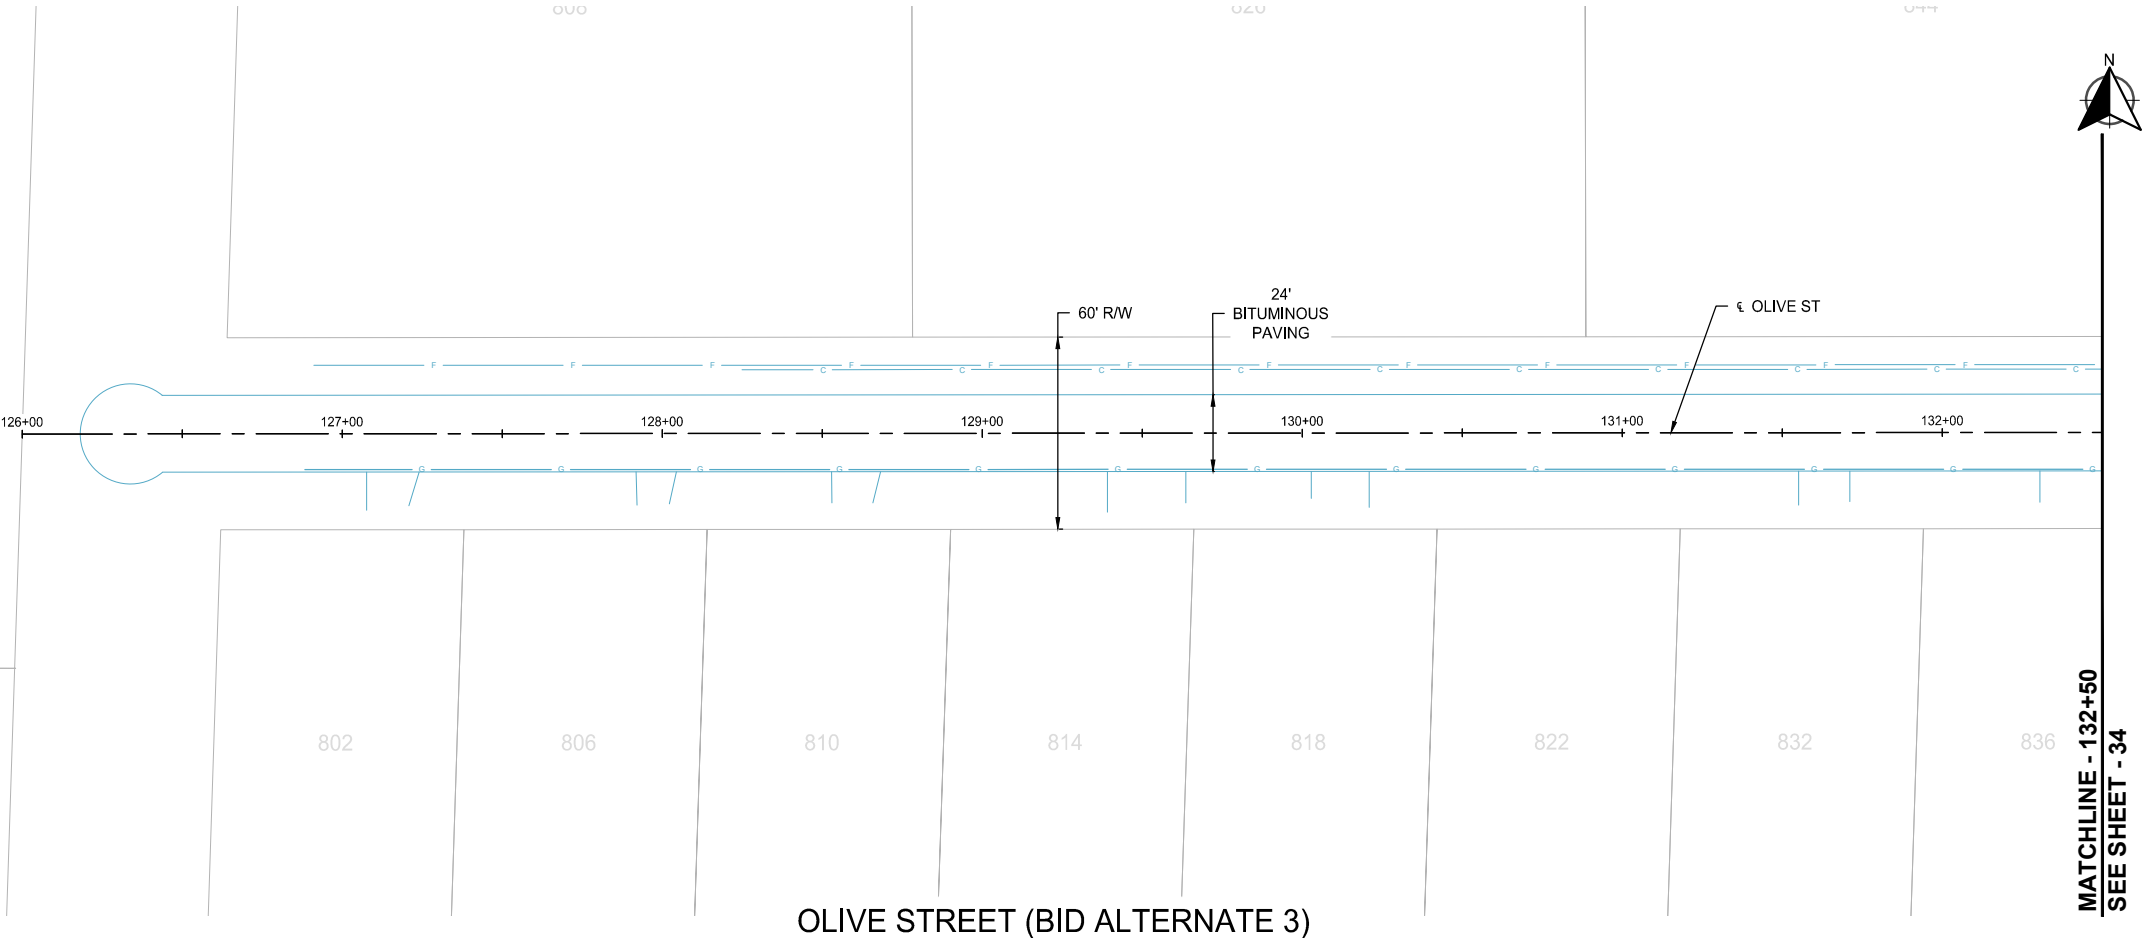 N
24'
60' R/W
BITUMINOUS
PAVING
℄ OLIVE ST
F F F F F F F F F F F F
C C C C C C C C C C
126+00 127+00 128+00 129+00 130+00 131+00 132+00
G G G G G G G G G G G G G
802 806 810 814 818 822 832 836
MATCHLINE - 132+50
SEE SHEET - 34
OLIVE STREET (BID ALTERNATE 3)